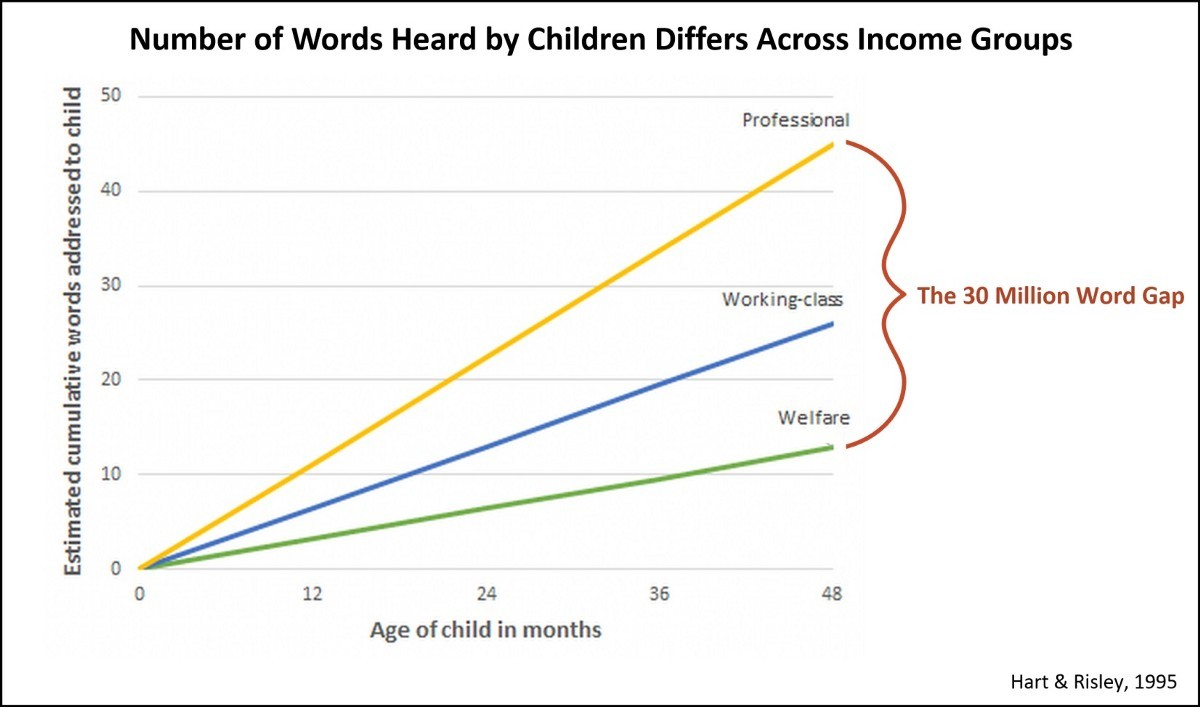 Number of Words Heard by Children Differs Across Income Groups
Estimated cumulative words addressed to child
50
40
30
20
10
0
Professional
Working-class
Welfare
The 30 Million Word Gap
0 12 24 36 48
Age of child in months
Hart & Risley, 1995